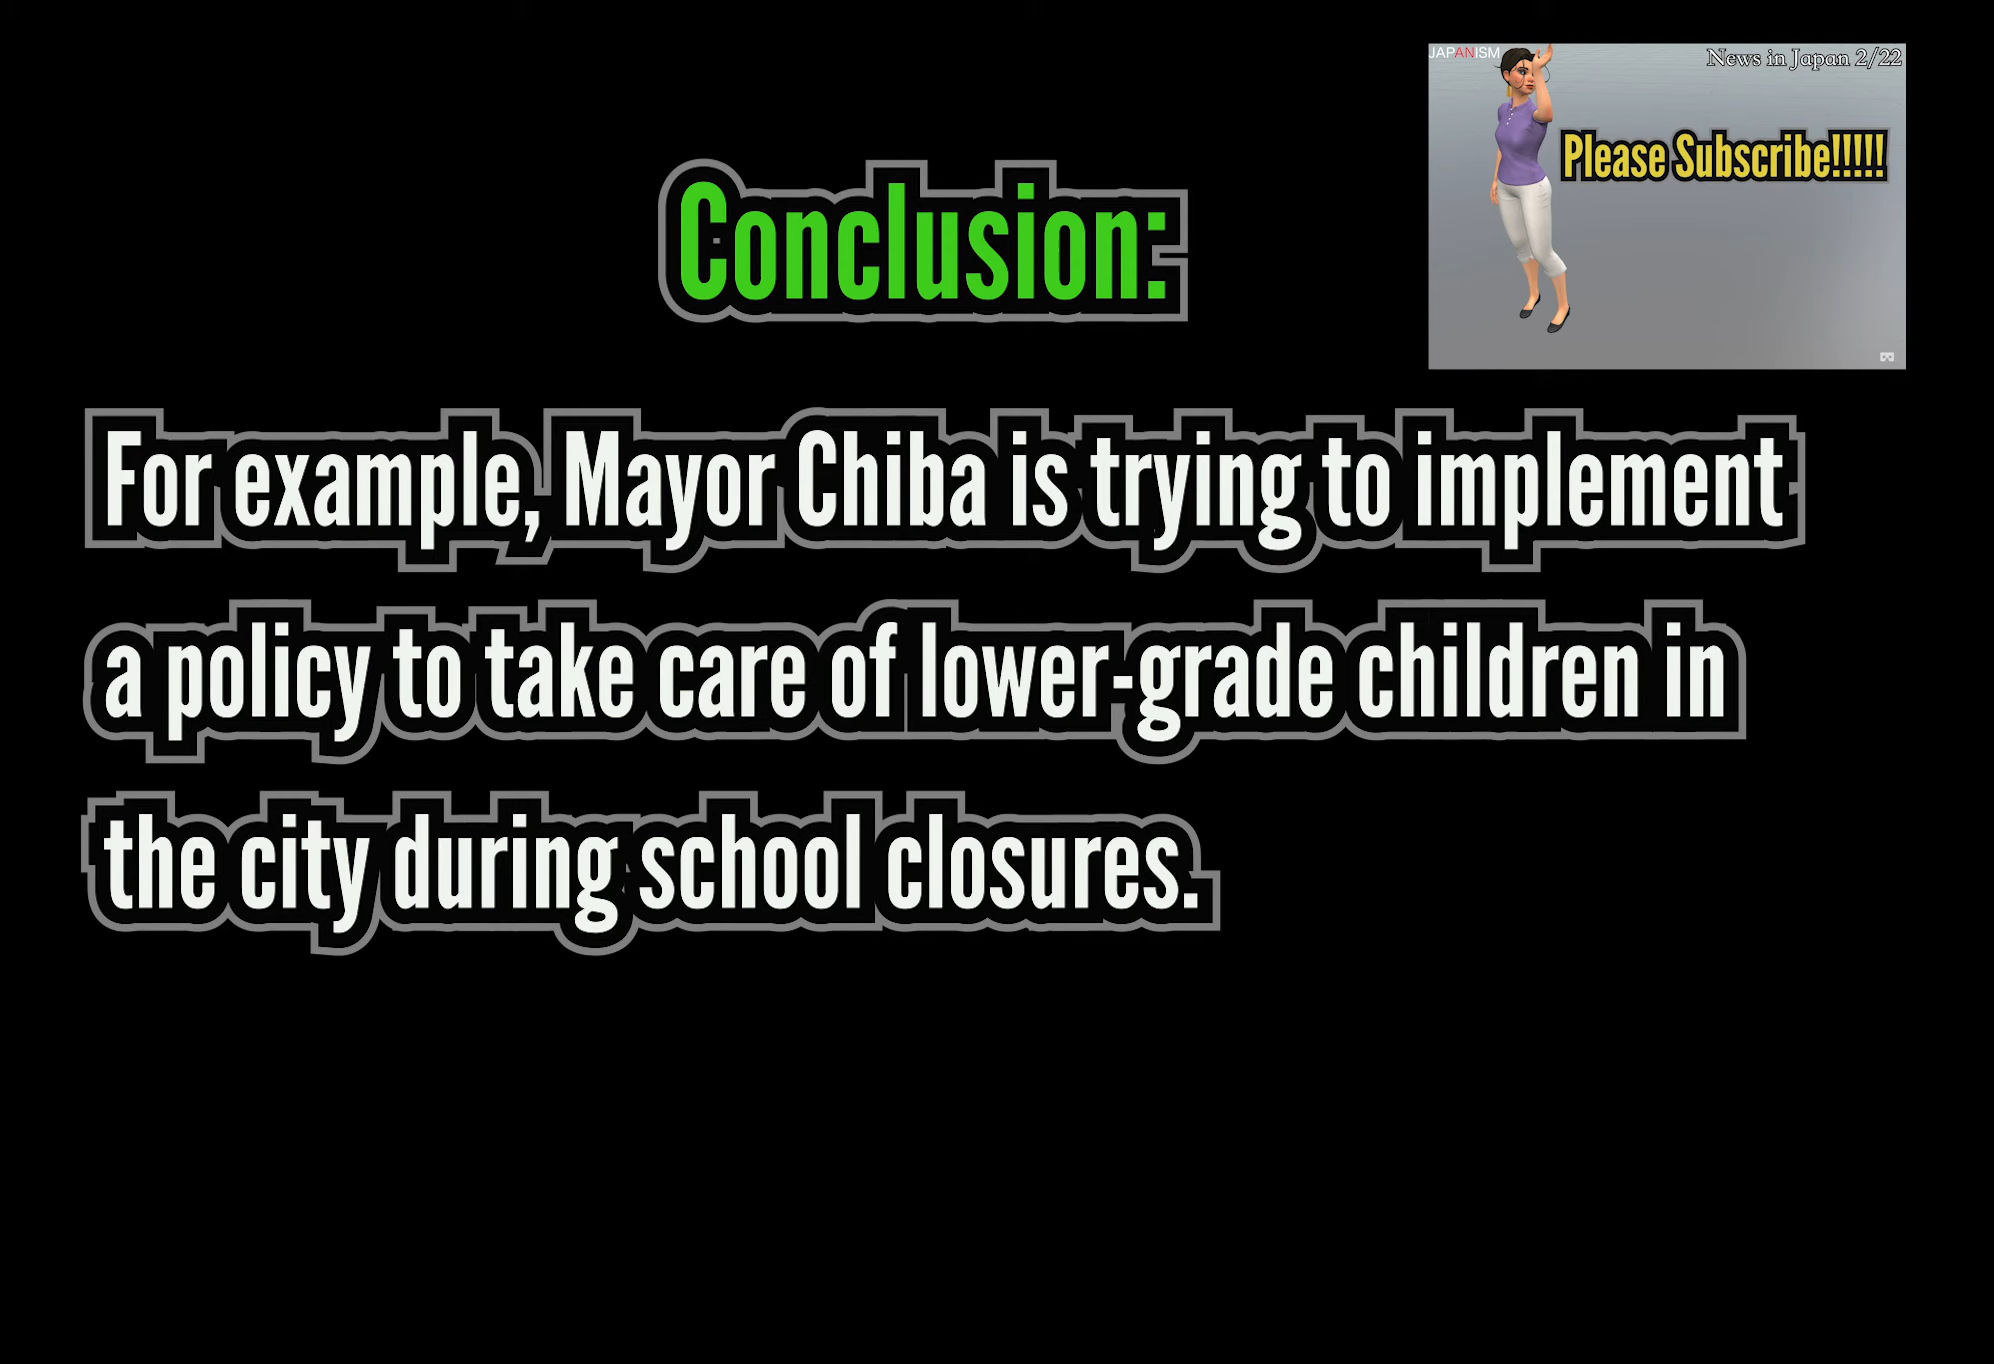 JAPANISM
News in Japan 2/22
Please Subscribe!!!!!
Conclusion:
For example, Mayor Chiba is trying to implement
a policy to take care of lower-grade children in
the city during school closures.